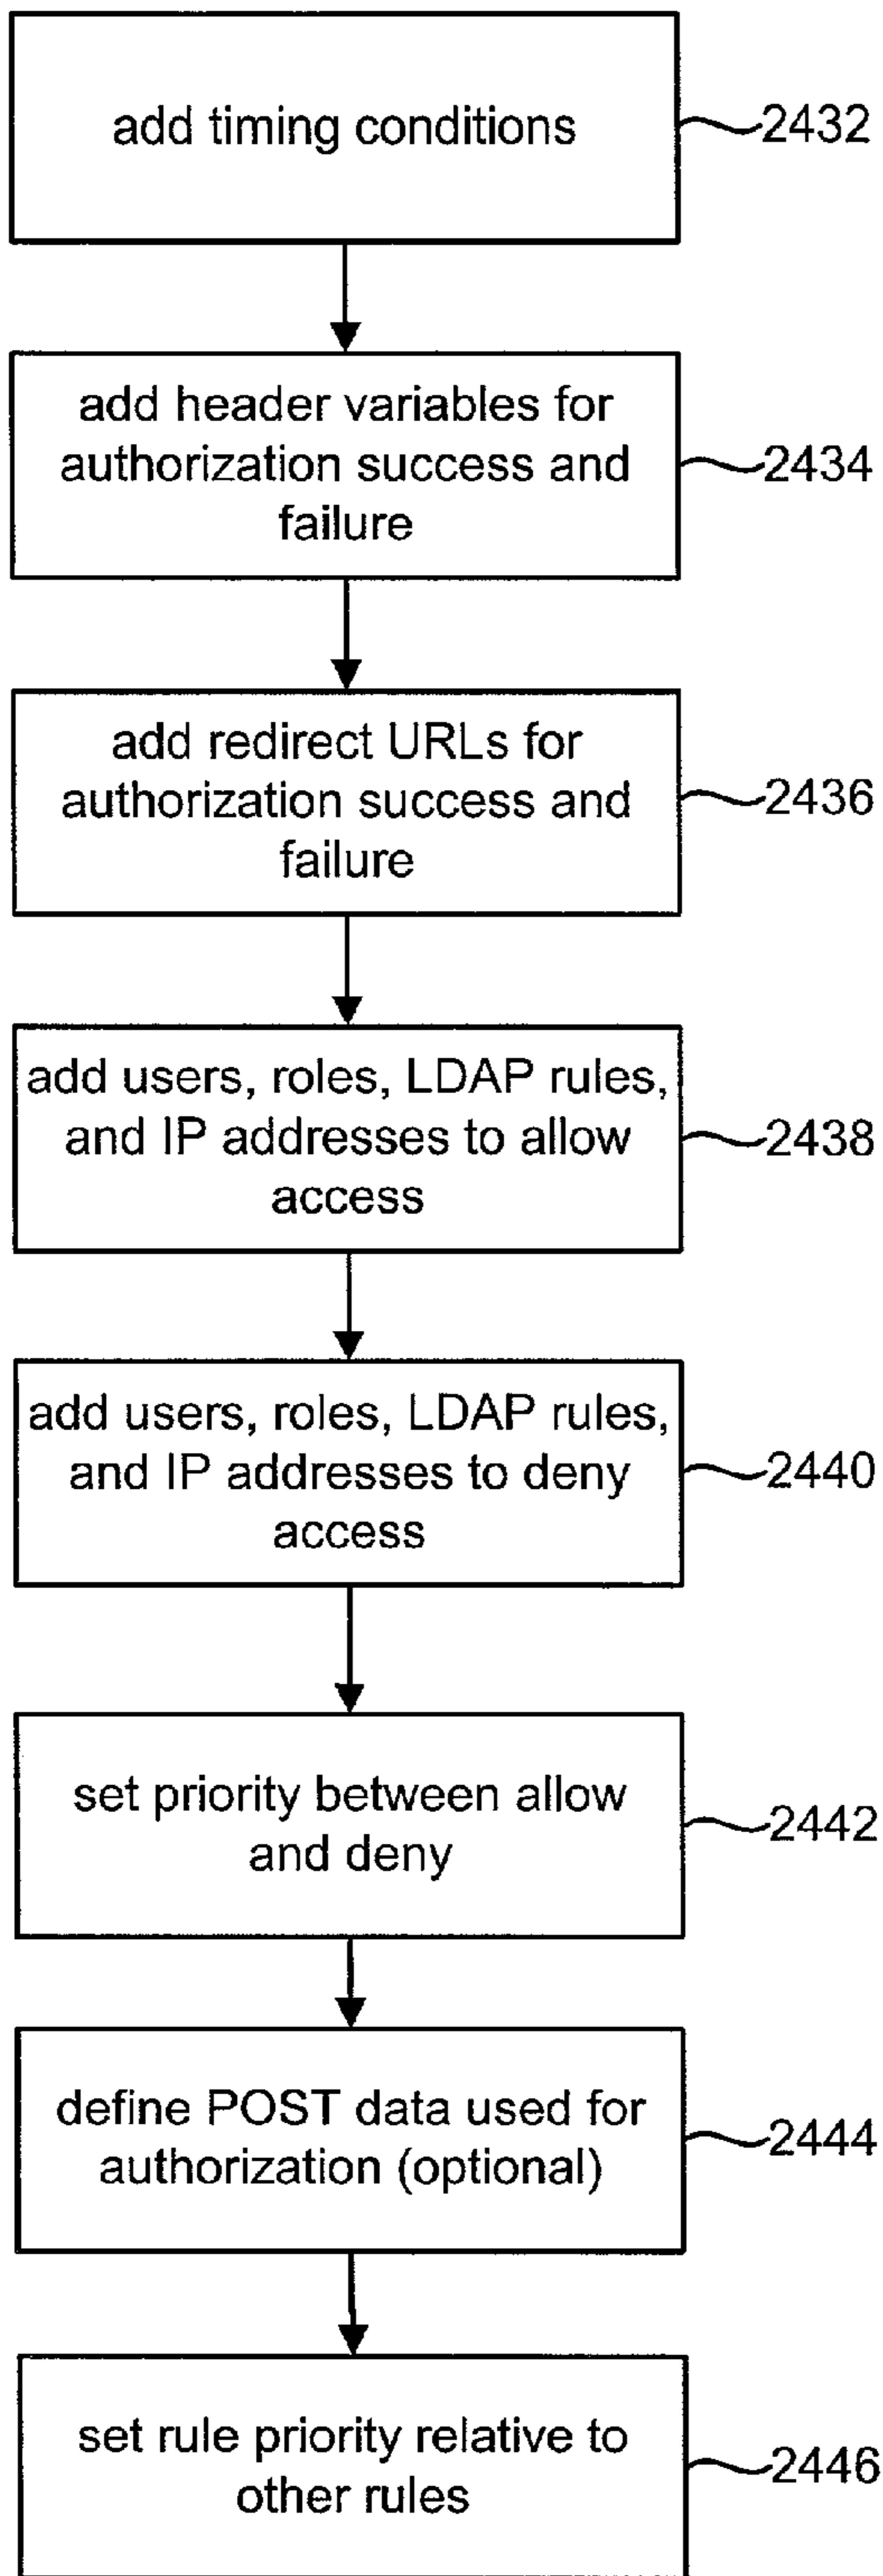 add timing conditions
2432
add header variables for
authorization success and
failure
2434
add redirect URLs for
authorization success and
failure
2436
add users, roles, LDAP rules,
and IP addresses to allow
access
2438
add users, roles, LDAP rules,
and IP addresses to deny
access
2440
set priority between allow
and deny
2442
define POST data used for
authorization (optional)
2444
set rule priority relative to
other rules
2446